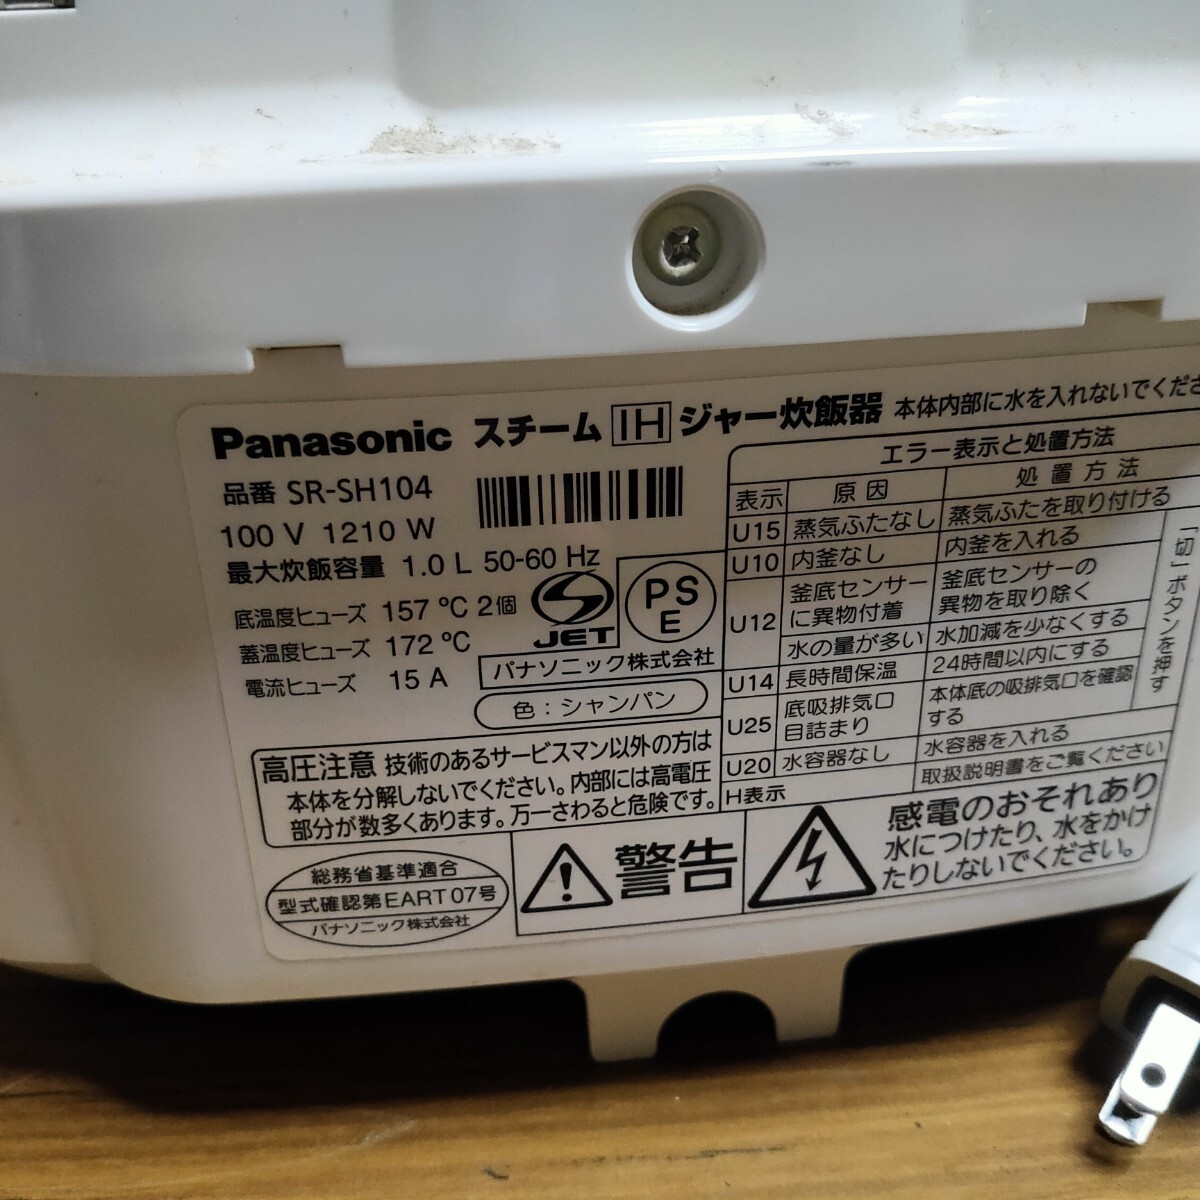 Panasonic スチームIHジャー炊飯器 本体内部に水を入れないでくださ
品番 SR-SH104
100 V 1210 W
最大炊飯容量 1.0 L 50-60 Hz
底温度ヒューズ 157 ℃ 2個
蓋温度ヒューズ 172 ℃
電流ヒューズ 15 A
JET
PS
E
パナソニック株式会社
色：シャンパン
高圧注意 技術のあるサービスマン以外の方は
本体を分解しないでください。内部には高電圧
部分が数多くあります。万一さわると危険です。
総務省基準適合
型式確認第EART 07号
パナソニック株式会社
エラー表示と処置方法
表示 原因 処置方法
U15 蒸気ふたなし 蒸気ふたを取り付ける
U10 内釜なし 内釜を入れる
U12 釜底センサーに異物付着 釜底センサーの異物を取り除く
水の量が多い 水加減を少なくする
U14 長時間保温 24時間以内にする
U25 底吸排気口目詰まり 本体底の吸排気口を確認する
U20 水容器なし 水容器を入れる
H表示 取扱説明書をご覧ください
「切」ボタンを押す
警告
感電のおそれあり
水につけたり、水をかけ
たりしないでください。